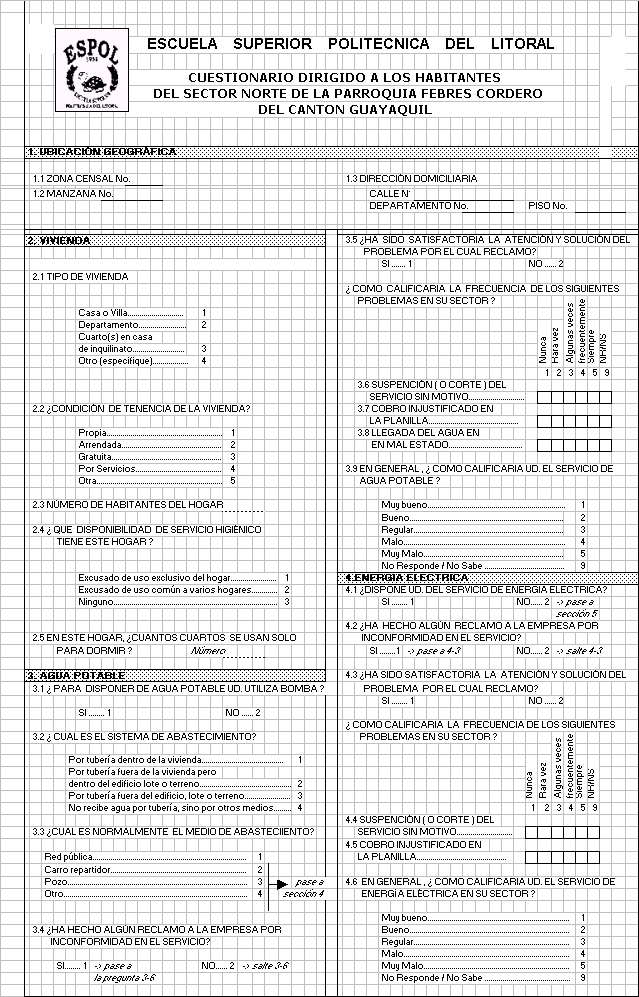 ESPOL
1958
ESCUELA SUPERIOR POLITECNICA DEL LITORAL
CUESTIONARIO DIRIGIDO A LOS HABITANTES
DEL SECTOR NORTE DE LA PARROQUIA FEBRES CORDERO
DEL CANTON GUAYAQUIL
1. UBICACIÓN GEOGRÁFICA
1.1 ZONA CENSAL No.
1.2 MANZANA No.
1.3 DIRECCIÓN DOMICILIARIA
CALLE N°
DEPARTAMENTO No. PISO No.
2. VIVIENDA
2.1 TIPO DE VIVIENDA
Casa o Villa.......................... 1
Departamento...................... 2
Cuarto(s) en casa
de inquilinato....................... 3
Otro (especifique)................ 4
2.2 ¿CONDICIÓN DE TENENCIA DE LA VIVIENDA?
Propia.............................................. 1
Arrendada....................................... 2
Gratuita........................................... 3
Por Servicios.................................. 4
Otra.................................................. 5
2.3 NÚMERO DE HABITANTES DEL HOGAR
2.4 ¿ QUE DISPONIBILIDAD DE SERVICIO HIGIÉNICO
TIENE ESTE HOGAR ?
Excusado de uso exclusivo del hogar..................... 1
Excusado de uso común a varios hogares............ 2
Ninguno................................................................. 3
2.5 EN ESTE HOGAR, ¿CUANTOS CUARTOS SE USAN SOLO
PARA DORMIR ? Número
3. AGUA POTABLE
3.1 ¿ PARA DISPONER DE AGUA POTABLE UD. UTILIZA BOMBA ?
SI ....... 1 NO ..... 2
3.2 ¿ CUAL ES EL SISTEMA DE ABASTECIMIENTO?
Por tubería dentro de la vivienda............................. 1
Por tubería fuera de la vivienda pero
dentro del edificio lote o terreno.............................. 2
Por tubería fuera del edificio, lote o terreno.............. 3
No recibe agua por tubería, sino por otros medios........ 4
3.3 ¿CUAL ES NORMALMENTE EL MEDIO DE ABASTECIIENTO?
Red pública................................................................ 1
Carro repartidor......................................................... 2
Pozo........................................................................... 3 pase a
Otro............................................................................ 4 sección 4
3.4 ¿HA HECHO ALGÚN RECLAMO A LA EMPRESA POR
INCONFORMIDAD EN EL SERVICIO?
SI....... 1 -> pase a NO..... 2 -> salte 3-6
la pregunta 3-6
3.5 ¿HA SIDO SATISFACTORIA LA ATENCIÓN Y SOLUCIÓN DEL
PROBLEMA POR EL CUAL RECLAMO?
SI ...... 1 NO ..... 2
¿ COMO CALIFICARIA LA FRECUENCIA DE LOS SIGUIENTES
PROBLEMAS EN SU SECTOR ?
Nunca
Rara vez
Algunas veces
frecuentemente
Siempre
NR/NS
1 2 3 4 5 9
3.6 SUSPENCIÓN ( O CORTE ) DEL
SERVICIO SIN MOTIVO..............................
3.7 COBRO INJUSTIFICADO EN
LA PLANILLA...........................................
3.8 LLEGADA DEL AGUA EN
EN MAL ESTADO......................................
3.9 EN GENERAL , ¿ COMO CALIFICARIA UD. EL SERVICIO DE
AGUA POTABLE ?
Muy bueno................................................................ 1
Bueno....................................................................... 2
Regular..................................................................... 3
Malo.......................................................................... 4
Muy Malo.................................................................. 5
No Responde / No Sabe ........................................... 9
4.ENERGIA ELECTRICA
4.1 ¿DISPONE UD. DEL SERVICIO DE ENERGIA ELECTRICA?
SI ...... 1 NO..... 2 -> pase a
sección 5
4.2 ¿HA HECHO ALGÚN RECLAMO A LA EMPRESA POR
INCONFORMIDAD EN EL SERVICIO?
SI .......1 -> pase a 4-3 NO..... 2 -> salte 4-3
4.3 ¿HA SIDO SATISFACTORIA LA ATENCIÓN Y SOLUCIÓN DEL
PROBLEMA POR EL CUAL RECLAMO?
SI ...... 1 NO ..... 2
¿ COMO CALIFICARIA LA FRECUENCIA DE LOS SIGUIENTES
PROBLEMAS EN SU SECTOR ?
Nunca
Rara vez
Algunas veces
frecuentemente
Siempre
NR/NS
1 2 3 4 5 9
4.4 SUSPENCIÓN ( O CORTE ) DEL
SERVICIO SIN MOTIVO.......................
4.5 COBRO INJUSTIFICADO EN
LA PLANILLA......................................
4.6 EN GENERAL , ¿ COMO CALIFICARIA UD. EL SERVICIO DE
ENERGÍA ELÉCTRICA EN SU SECTOR ?
Muy bueno............................................................... 1
Bueno...................................................................... 2
Regular.................................................................... 3
Malo......................................................................... 4
Muy Malo................................................................. 5
No Responde / No Sabe .......................................... 9